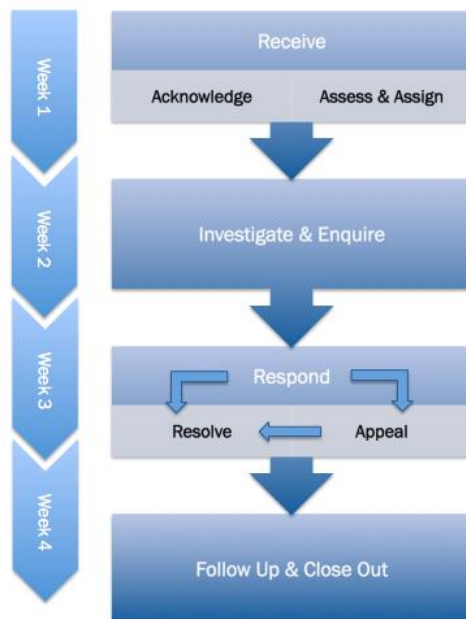 Week 1
Receive
Acknowledge
Assess & Assign
Week 2
Investigate & Enquire
Week 3
Respond
Resolve
Appeal
Week 4
Follow Up & Close Out